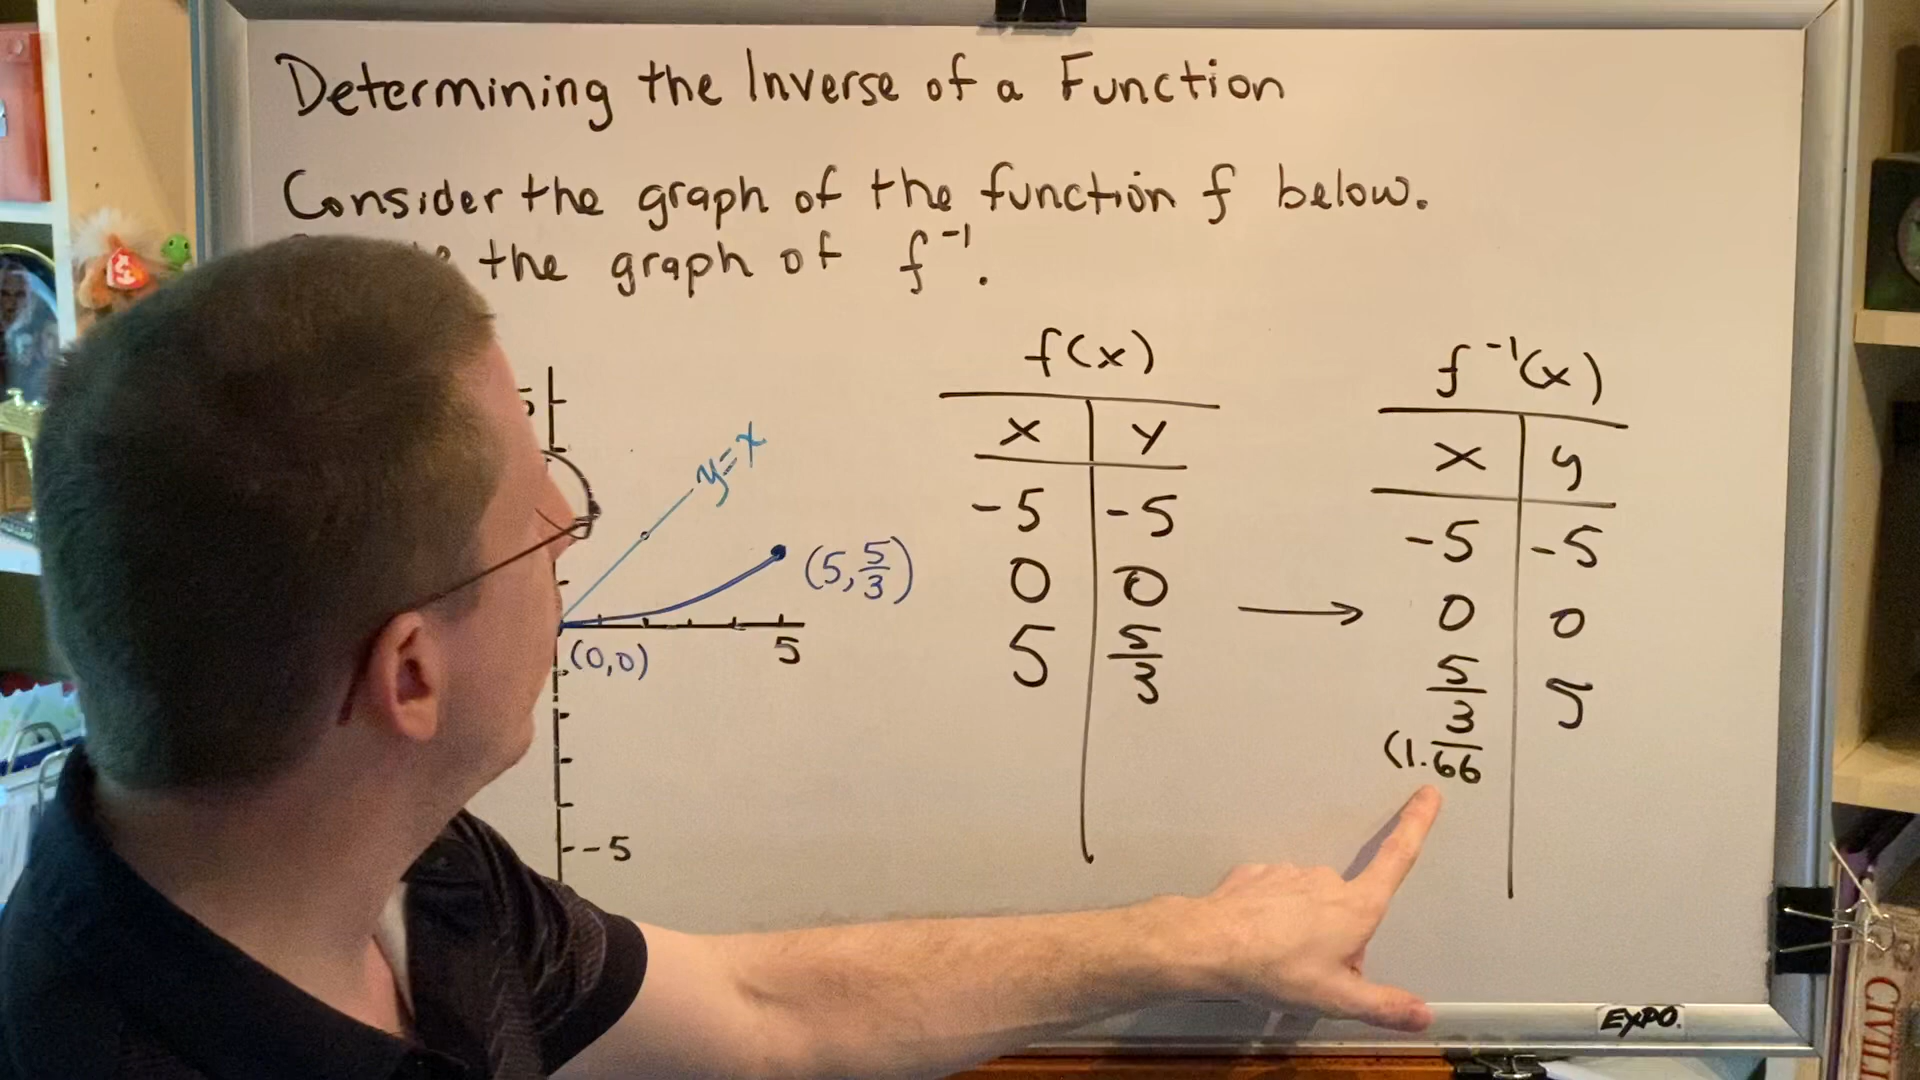 Determining the Inverse of a Function
Consider the graph of the function f below.
the graph of f⁻¹.
f(x)
x y
-5 -5
0 0
5 5/3
f⁻¹(x)
x y
-5 -5
0 0
5/3 5
(1.66
y=x
(5, 5/3)
(0,0)
5
-5
EXPO.
CIVILI